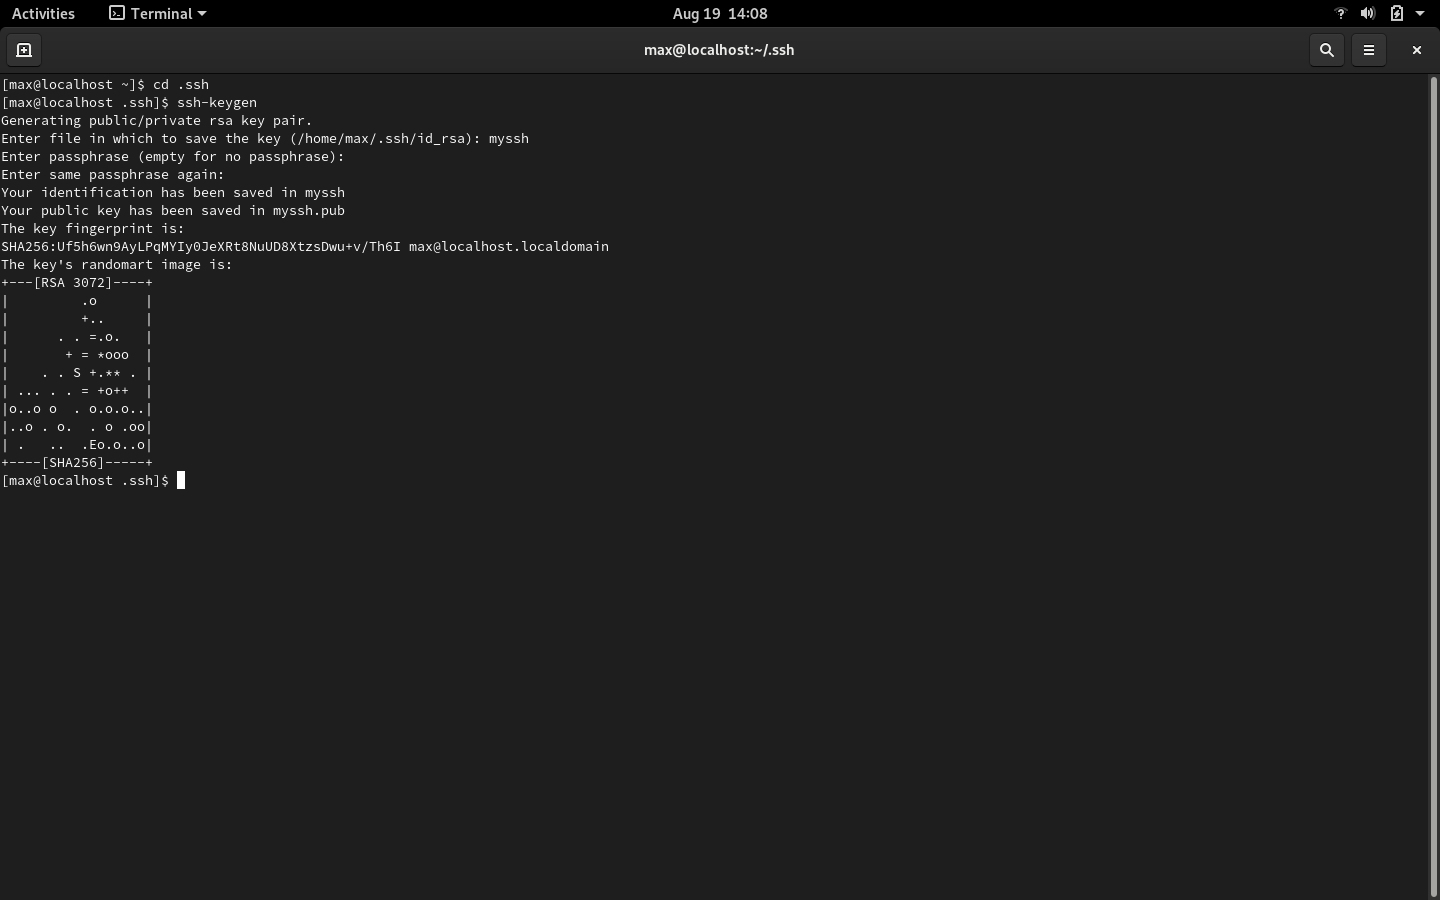 Activities Terminal Aug 19 14:08
max@localhost:~/.ssh
[max@localhost ~]$ cd .ssh
[max@localhost .ssh]$ ssh-keygen
Generating public/private rsa key pair.
Enter file in which to save the key (/home/max/.ssh/id_rsa): myssh
Enter passphrase (empty for no passphrase):
Enter same passphrase again:
Your identification has been saved in myssh
Your public key has been saved in myssh.pub
The key fingerprint is:
SHA256:Uf5h6wn9AyLPqMYIy0JeXRt8NuUD8XtzsDwu+v/Th6I max@localhost.localdomain
The key's randomart image is:
+---[RSA 3072]----+
|         .o      |
|         +..     |
|      . . =.o.   |
|       + = *ooo  |
|    . . S +.** . |
| ... . . = +o++  |
|o..o o  . o.o.o..|
|..o . o.  . o .oo|
| .   ..  .Eo.o..o|
+----[SHA256]-----+
[max@localhost .ssh]$